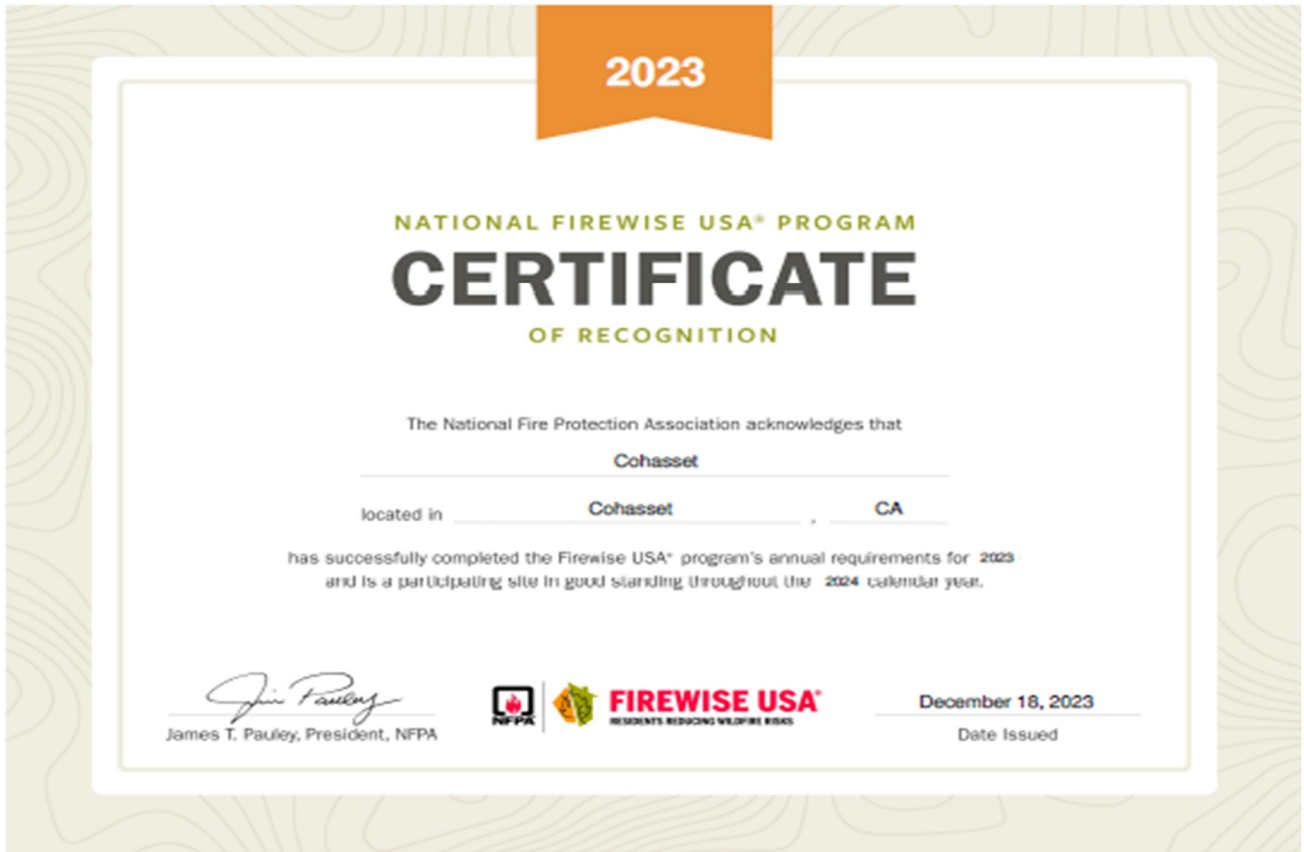 2023
NATIONAL FIREWISE USA® PROGRAM
CERTIFICATE
OF RECOGNITION
The National Fire Protection Association acknowledges that
Cohasset
located in Cohasset , CA
has successfully completed the Firewise USA® program's annual requirements for 2023
and is a participating site in good standing throughout the 2024 calendar year.
Jim Pauley
James T. Pauley, President, NFPA
NFPA
FIREWISE USA®
RESIDENTS REDUCING WILDFIRE RISKS
December 18, 2023
Date Issued